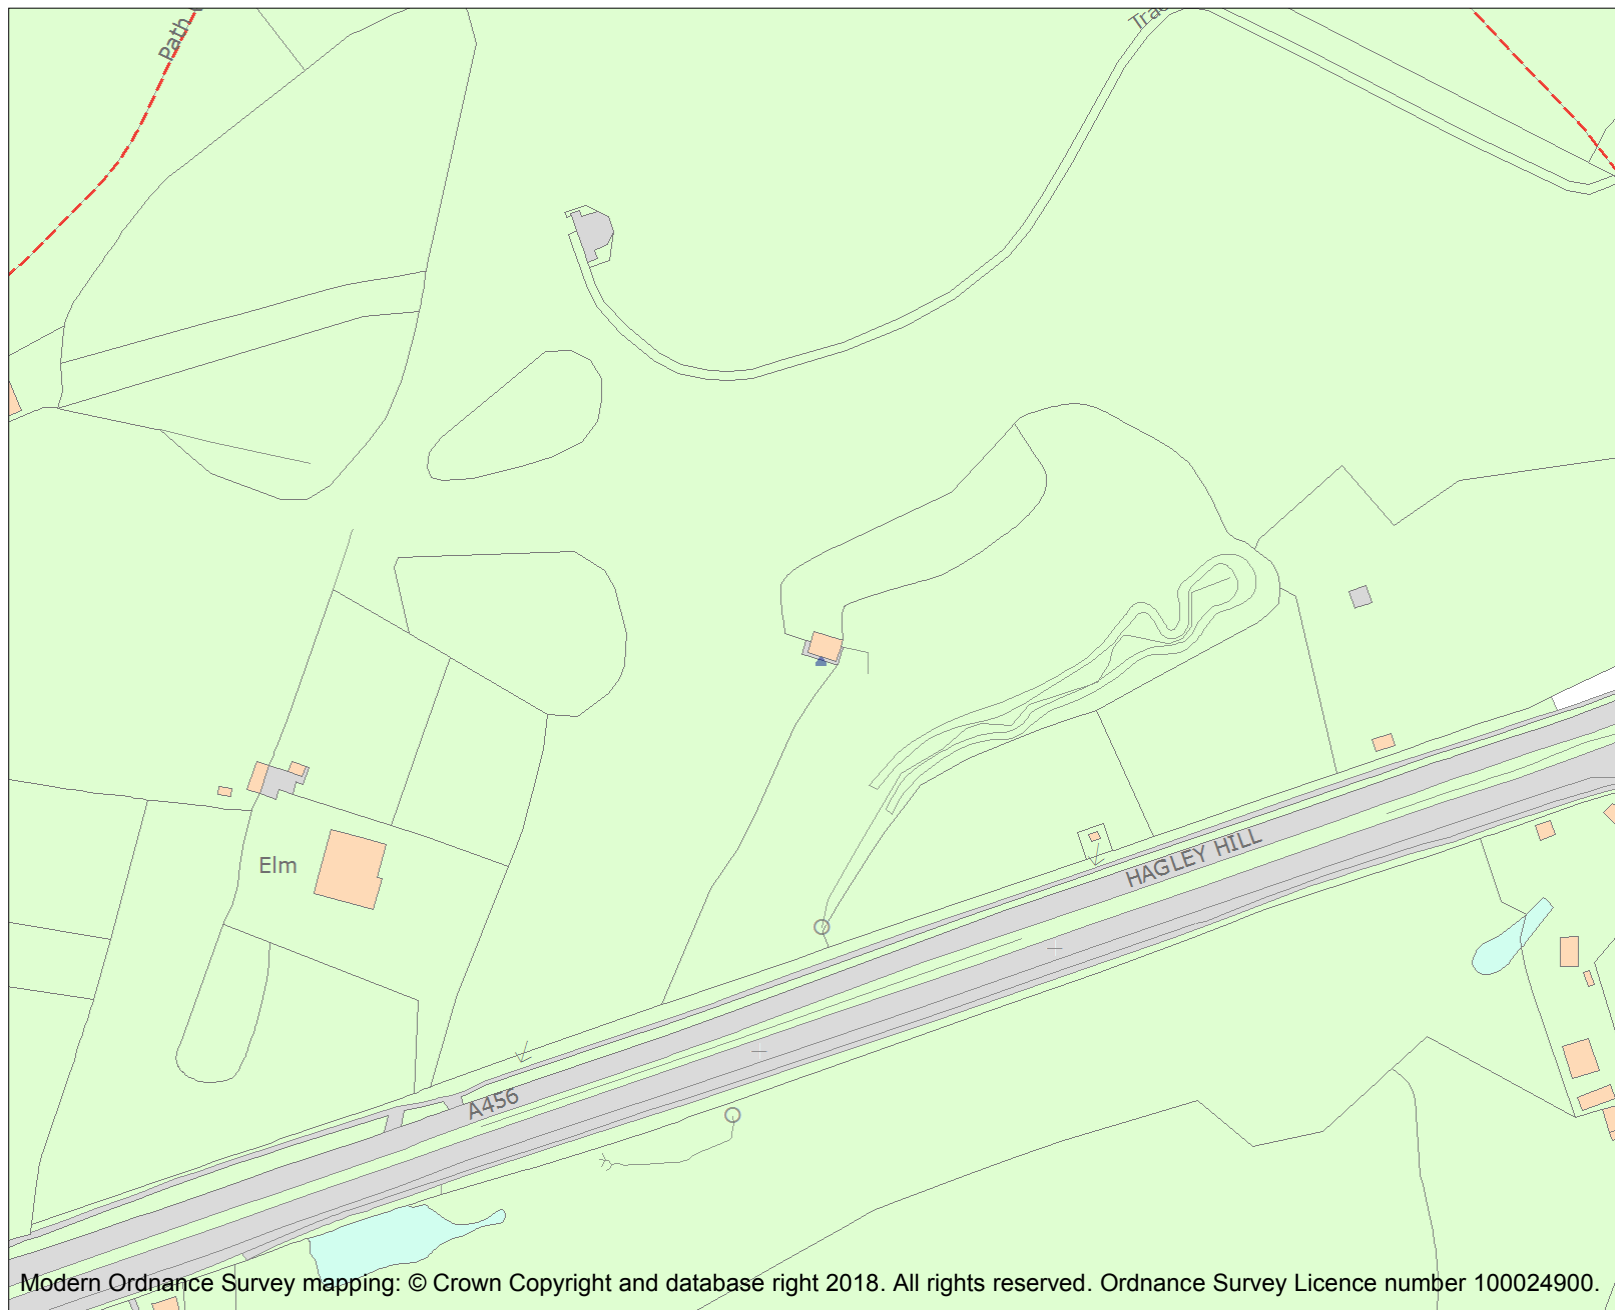 Path
Elm
HAGLEY HILL
A456
Modern Ordnance Survey mapping: © Crown Copyright and database right 2018. All rights reserved. Ordnance Survey Licence number 100024900.